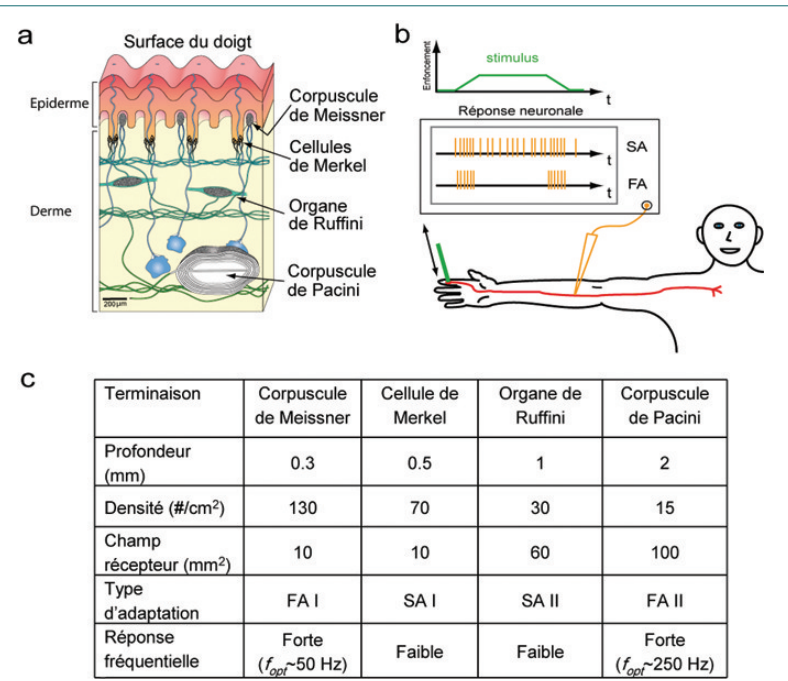 a
Surface du doigt
Epiderme
Derme
Corpuscule
de Meissner
Cellules
de Merkel
Organe
de Ruffini
Corpuscule
de Pacini
200µm
b
Enfoncement
stimulus
t
Réponse neuronale
SA
t
FA
t
c
Terminaison
Corpuscule
de Meissner
Cellule de
Merkel
Organe de
Ruffini
Corpuscule
de Pacini
Profondeur
(mm)
0.3
0.5
1
2
Densité (#/cm²)
130
70
30
15
Champ
récepteur (mm²)
10
10
60
100
Type
d'adaptation
FA I
SA I
SA II
FA II
Réponse
fréquentielle
Forte
(fopt~50 Hz)
Faible
Faible
Forte
(fopt~250 Hz)